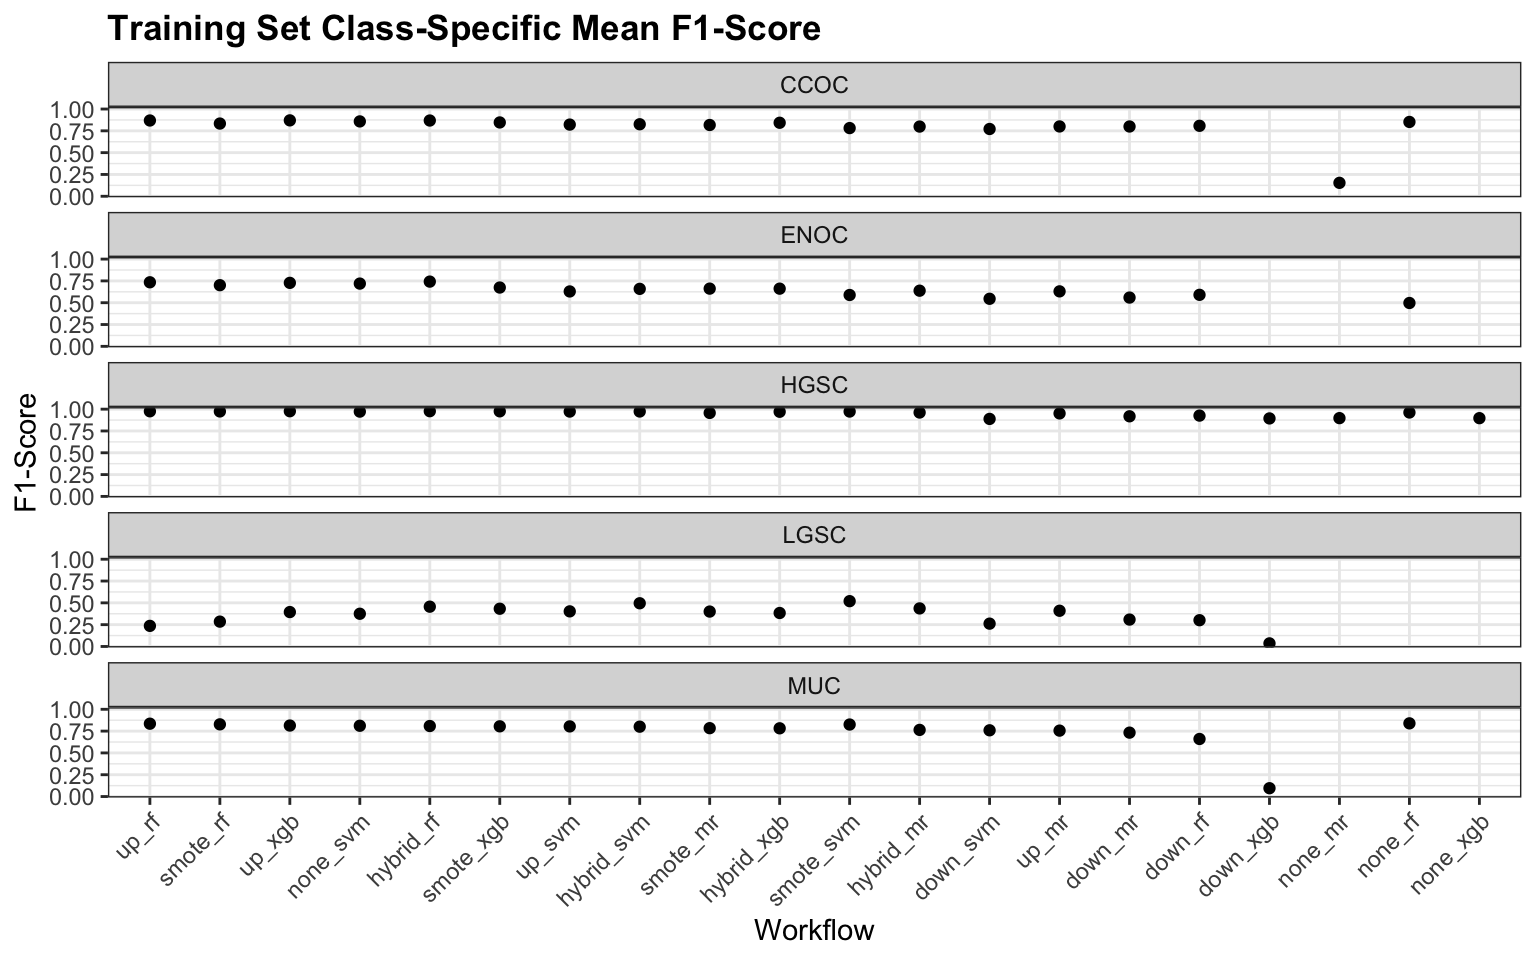 Training Set Class-Specific Mean F1-Score
CCOC
1.00
0.75
0.50
0.25
0.00
ENOC
1.00
0.75
0.50
0.25
0.00
HGSC
1.00
0.75
0.50
0.25
0.00
LGSC
1.00
0.75
0.50
0.25
0.00
MUC
1.00
0.75
0.50
0.25
0.00
F1-Score
up_rf
smote_rf
up_xgb
none_svm
hybrid_rf
smote_xgb
up_svm
hybrid_svm
smote_mr
hybrid_xgb
smote_svm
hybrid_mr
down_svm
up_mr
down_mr
down_rf
down_xgb
none_mr
none_rf
none_xgb
Workflow